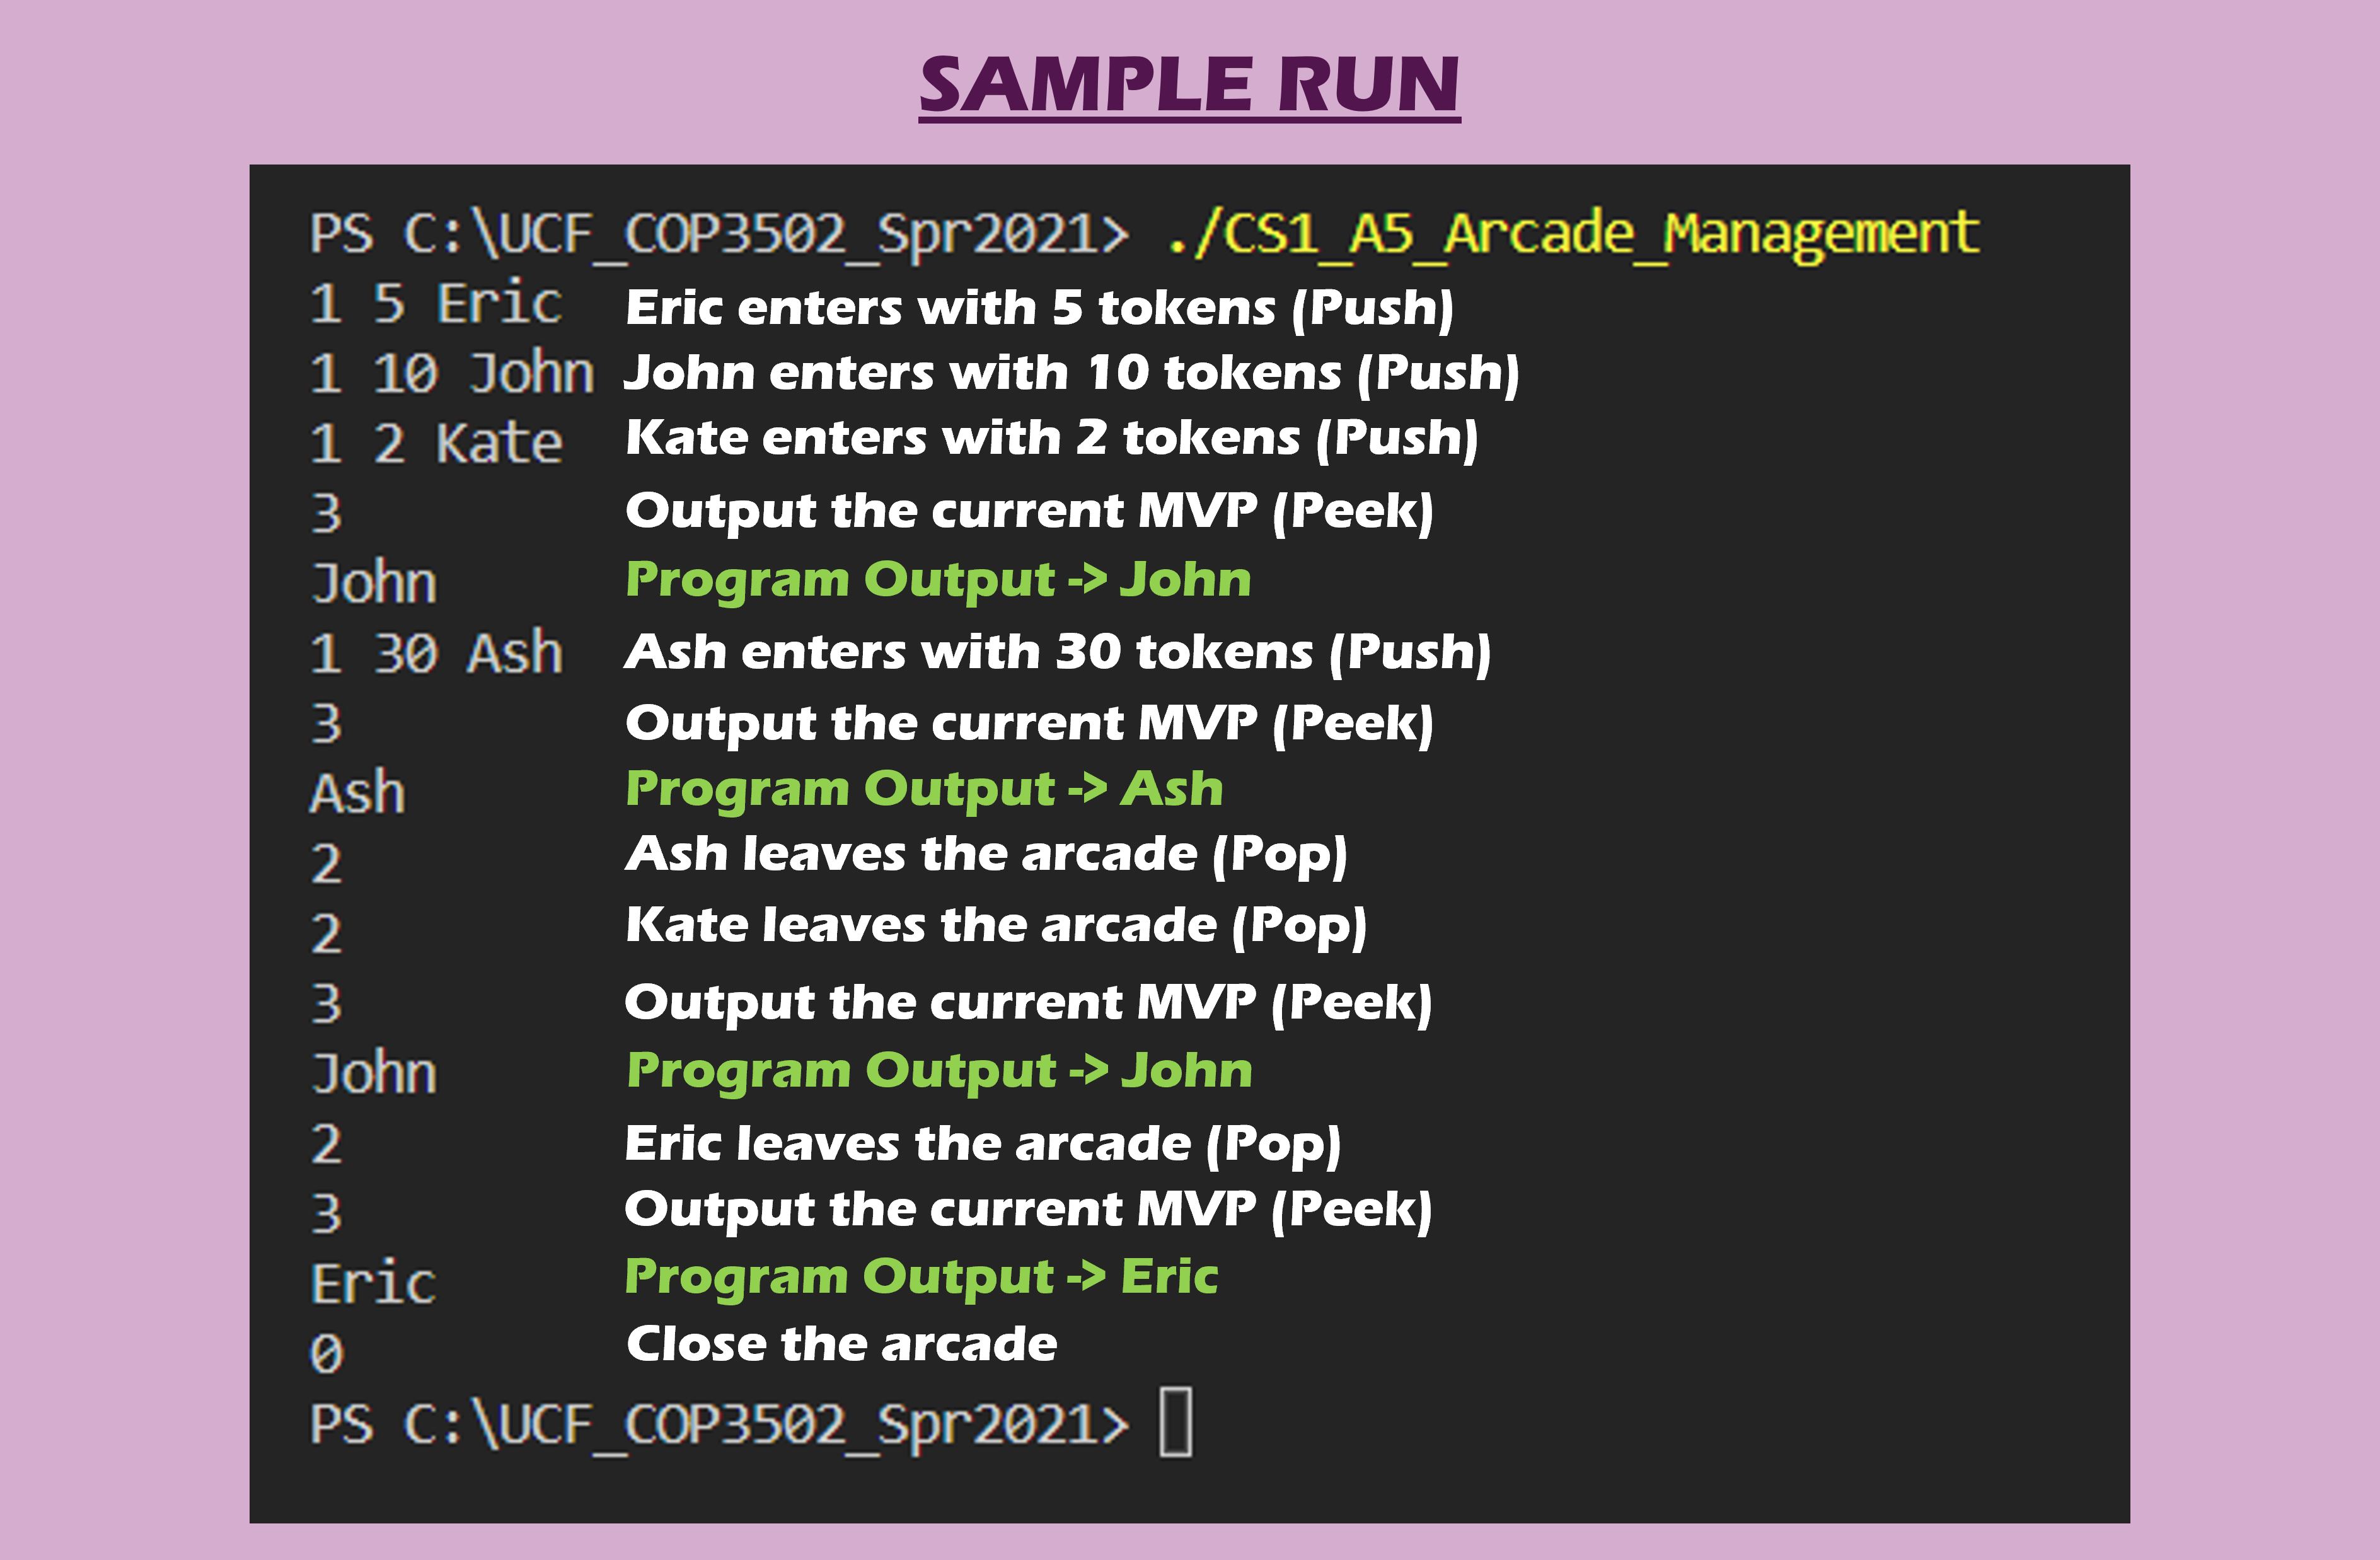 SAMPLE RUN
PS C:\UCF_COP3502_Spr2021> ./CS1_A5_Arcade_Management
1 5 Eric Eric enters with 5 tokens (Push)
1 10 John John enters with 10 tokens (Push)
1 2 Kate Kate enters with 2 tokens (Push)
3 Output the current MVP (Peek)
John Program Output -> John
1 30 Ash Ash enters with 30 tokens (Push)
3 Output the current MVP (Peek)
Ash Program Output -> Ash
2 Ash leaves the arcade (Pop)
2 Kate leaves the arcade (Pop)
3 Output the current MVP (Peek)
John Program Output -> John
2 Eric leaves the arcade (Pop)
3 Output the current MVP (Peek)
Eric Program Output -> Eric
0 Close the arcade
PS C:\UCF_COP3502_Spr2021>